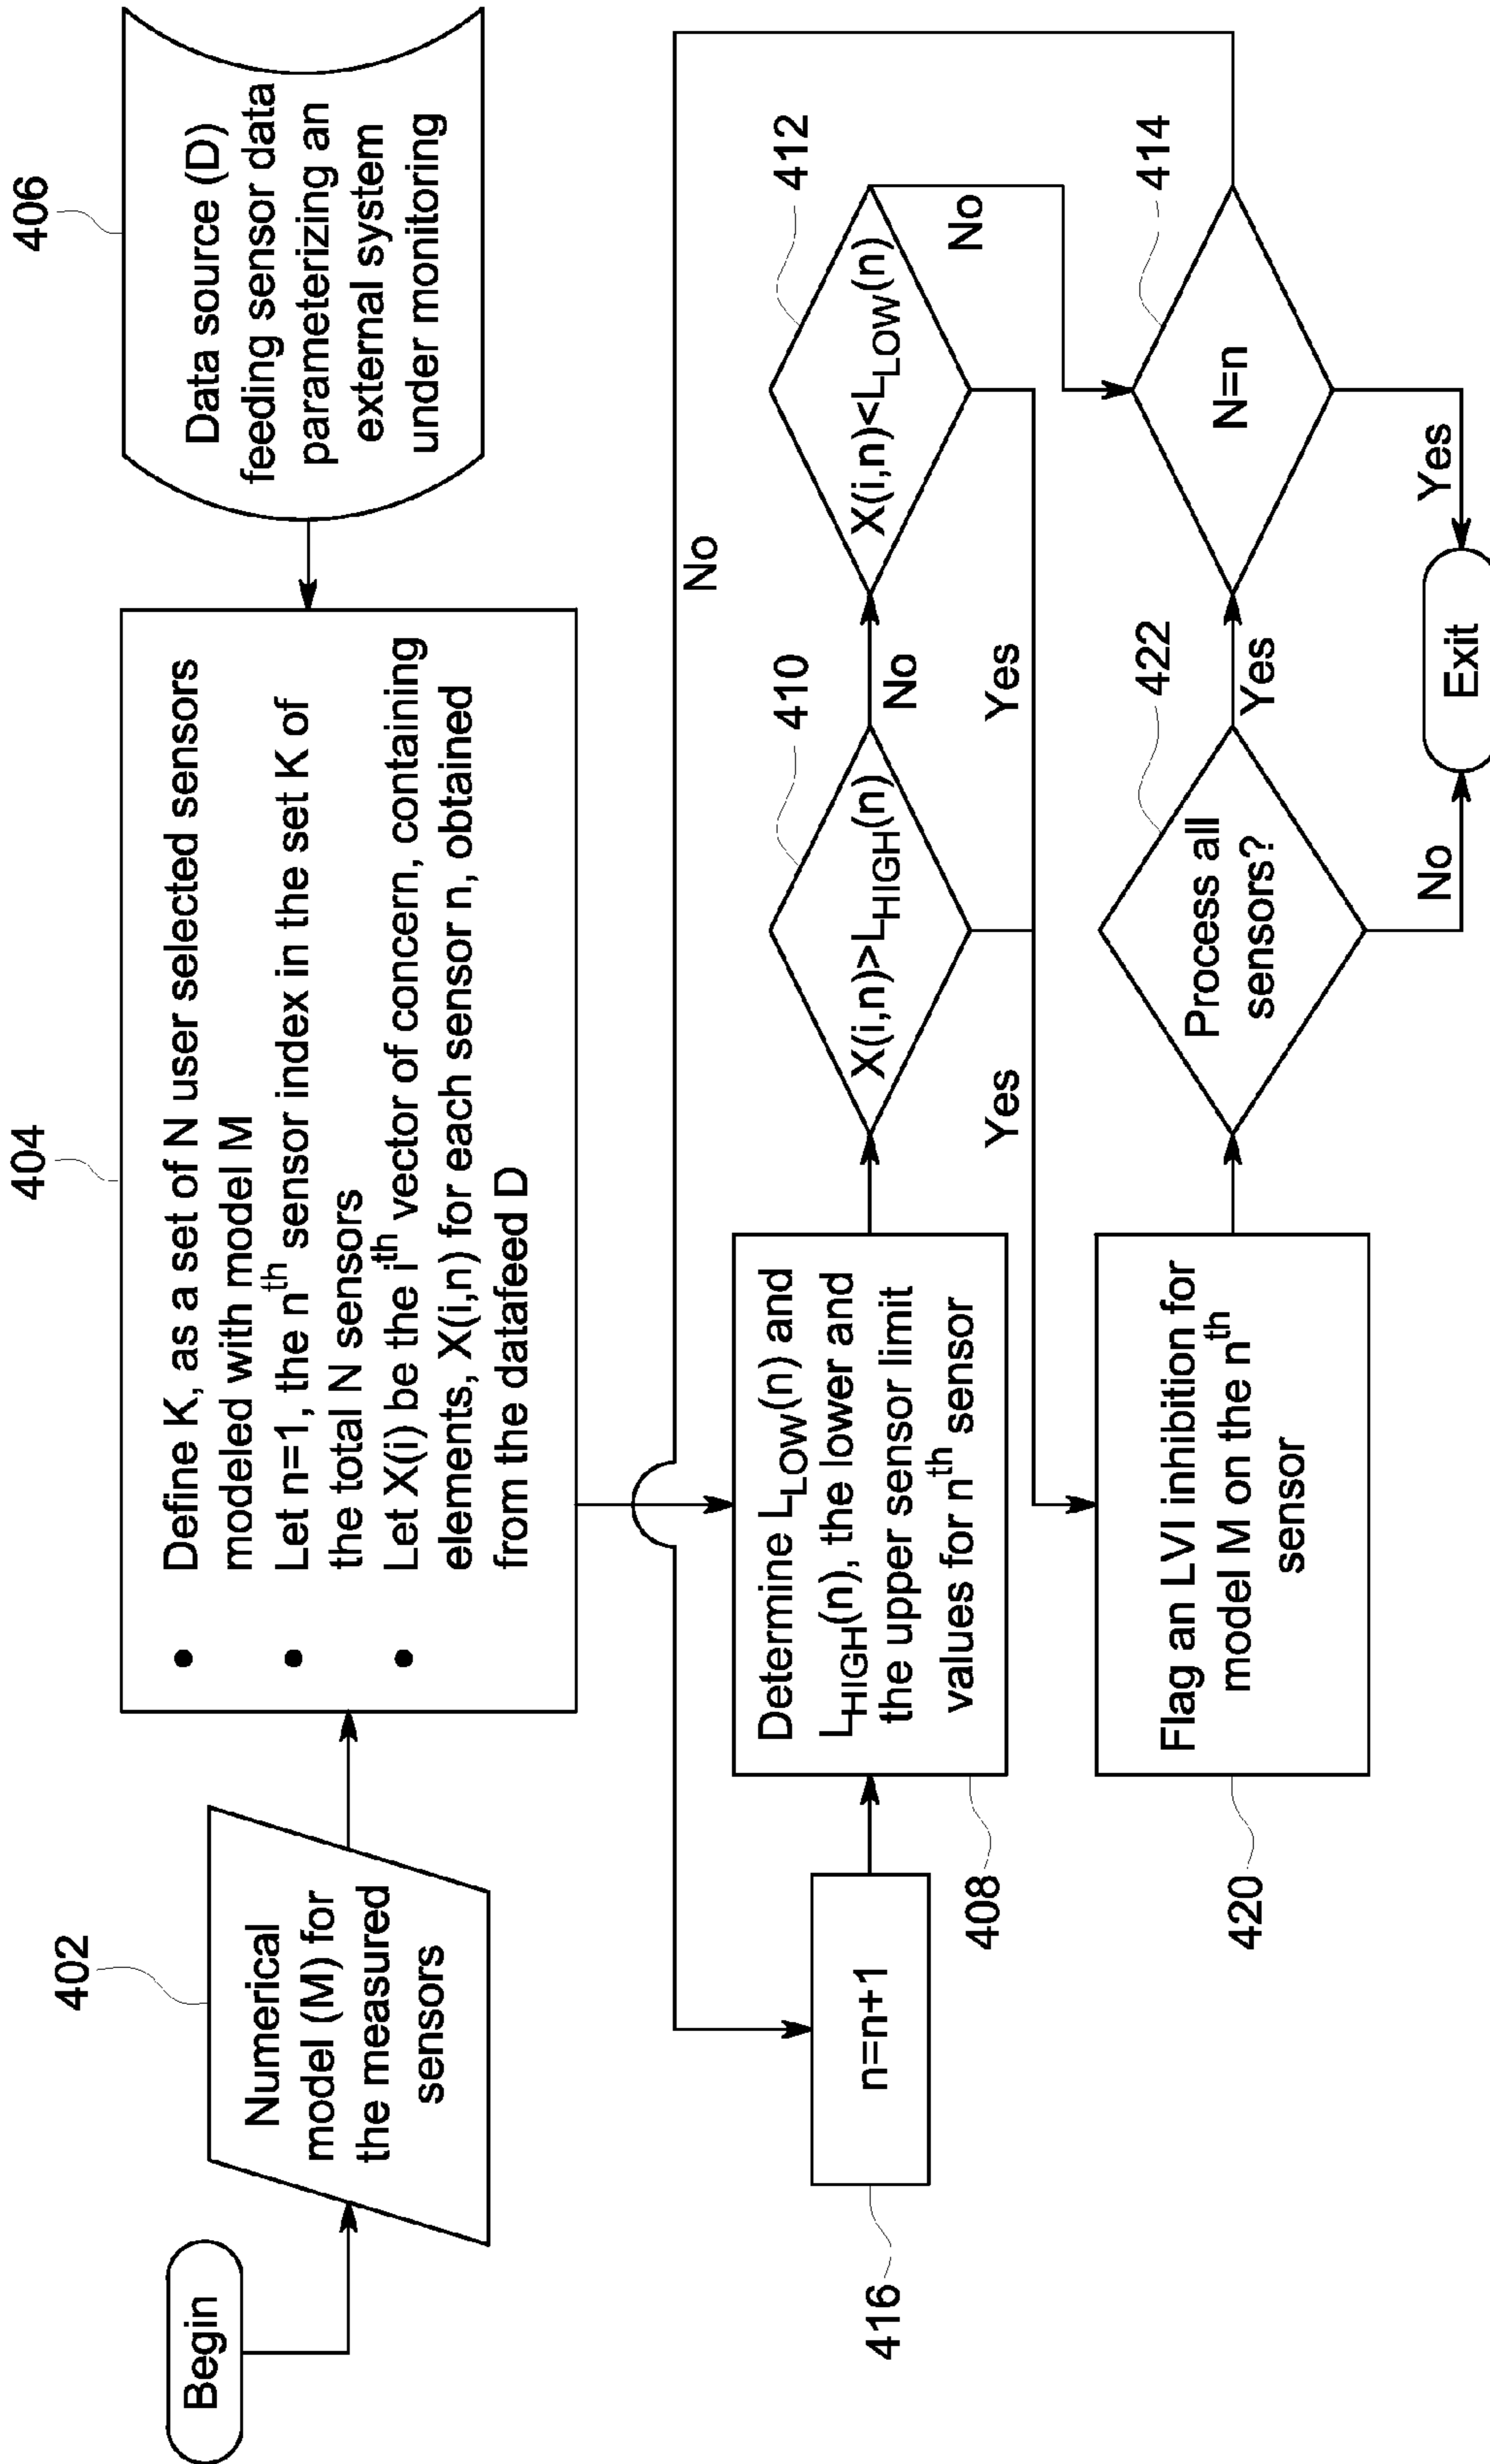 Begin
402
Numerical
model (M) for
the measured
sensors
404
• Define K, as a set of N user selected sensors
modeled with model M
• Let n=1, the nth sensor index in the set K of
the total N sensors
• Let X(i) be the ith vector of concern, containing
elements, X(i,n) for each sensor n, obtained
from the datafeed D
406
Data source (D)
feeding sensor data
parameterizing an
external system
under monitoring
No
416
n=n+1
408
Determine LLOW(n) and
LHIGH(n), the lower and
the upper sensor limit
values for nth sensor
410
X(i,n)>LHIGH(n)
No
Yes
412
X(i,n)<LLOW(n)
No
Yes
420
Flag an LVI inhibition for
model M on the nth
sensor
422
Process all
sensors?
Yes
No
414
N=n
Yes
Exit